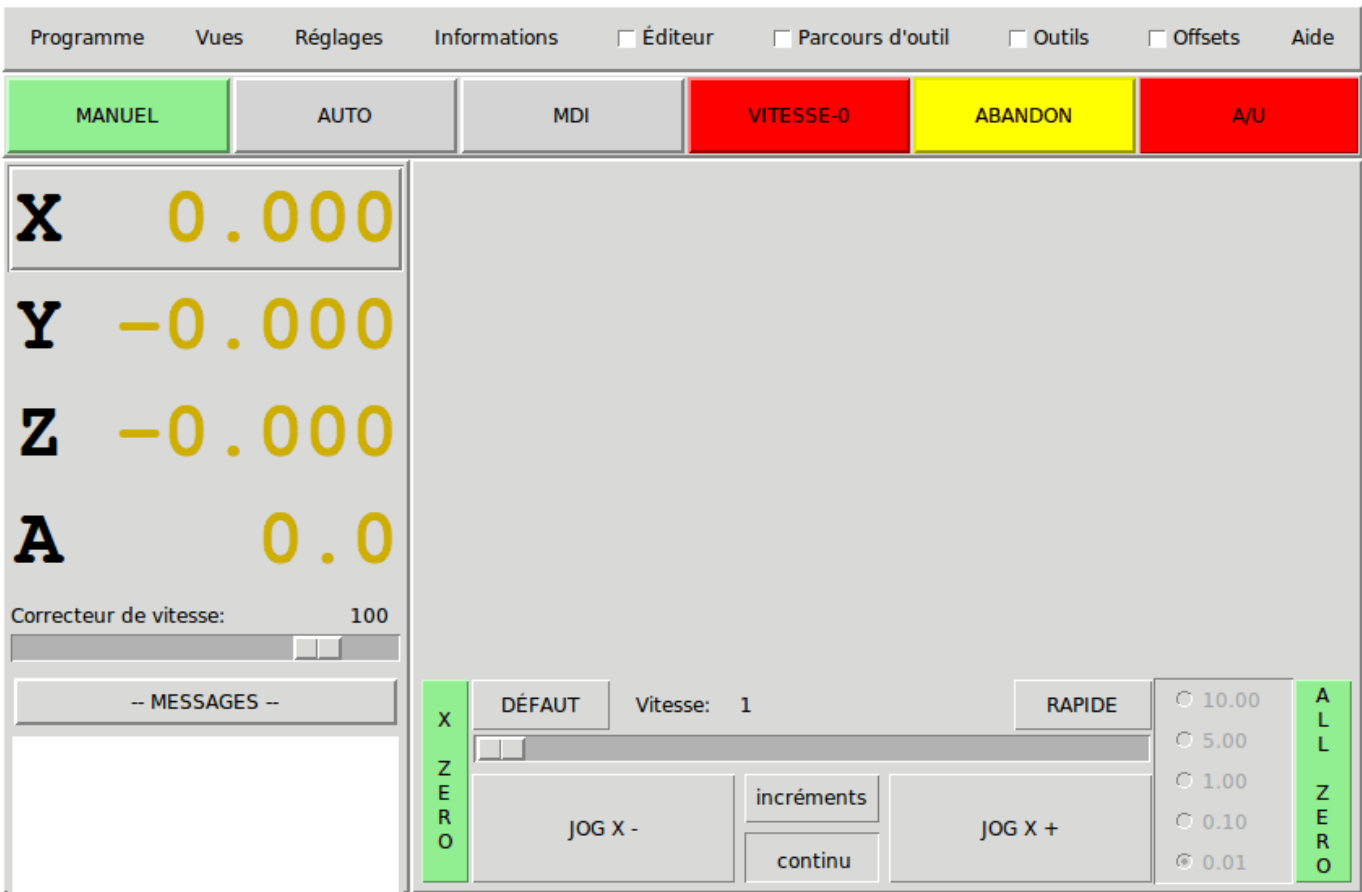 Programme Vues Réglages Informations Éditeur Parcours d'outil Outils Offsets Aide
MANUEL AUTO MDI VITESSE-0 ABANDON A/U
X 0.000
Y -0.000
Z -0.000
A 0.0
Correcteur de vitesse: 100
-- MESSAGES --
X ZERO
DÉFAUT Vitesse: 1 RAPIDE
JOG X - incréments JOG X +
continu
10.00
5.00
1.00
0.10
0.01
ALL ZERO